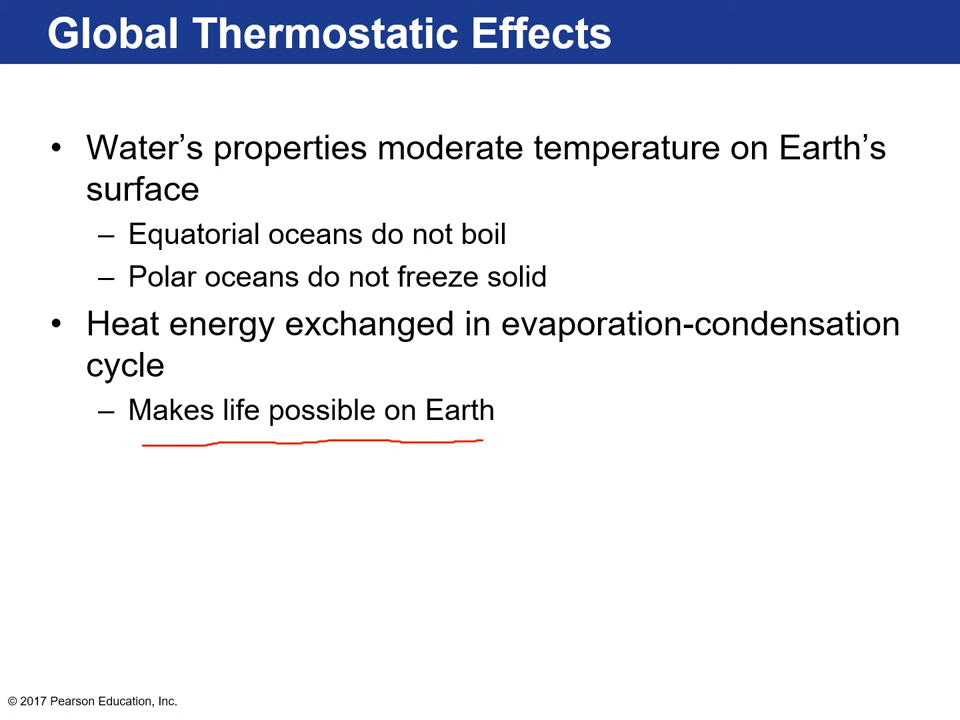 Global Thermostatic Effects
• Water’s properties moderate temperature on Earth’s
surface
– Equatorial oceans do not boil
– Polar oceans do not freeze solid
• Heat energy exchanged in evaporation-condensation
cycle
– Makes life possible on Earth
© 2017 Pearson Education, Inc.